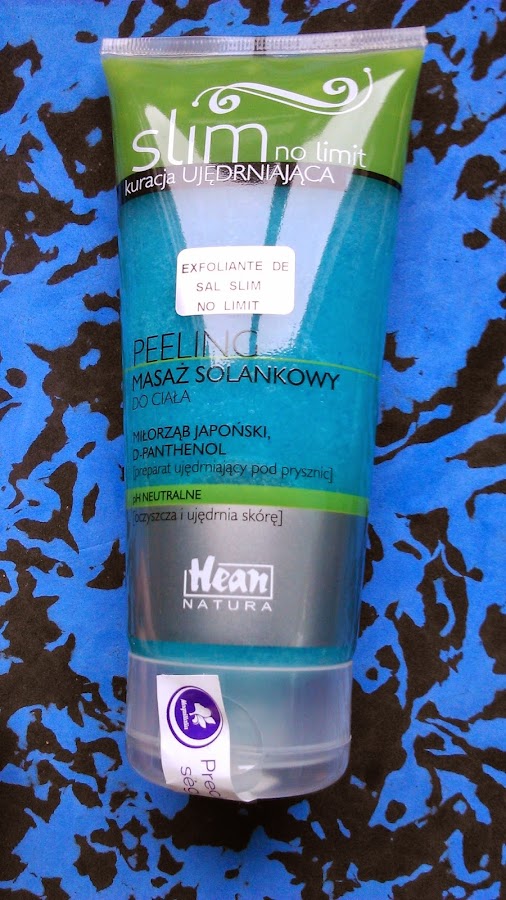 slim no limit
kuracja UJĘDRNIAJĄCA
EXFOLIANTE DE
SAL SLIM
NO LIMIT
PEELING
MASAŻ SOLANKOWY
DO CIAŁA
MIŁORZĄB JAPOŃSKI,
D-PANTHENOL
[preparat ujędrniający pod prysznic]
pH NEUTRALNE
[oczyszcza i ujędrnia skórę]
Hean
NATURA